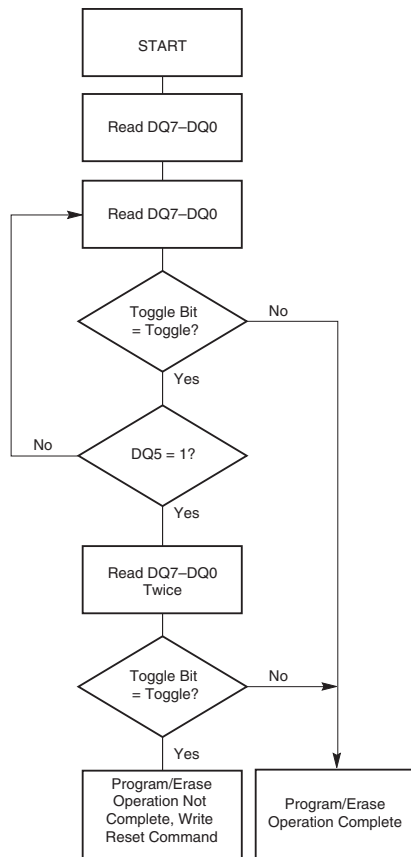 START
Read DQ7–DQ0
Read DQ7–DQ0
Toggle Bit
= Toggle?
No
Yes
No
DQ5 = 1?
Yes
Read DQ7–DQ0
Twice
Toggle Bit
= Toggle?
No
Yes
Program/Erase
Operation Not
Complete, Write
Reset Command
Program/Erase
Operation Complete